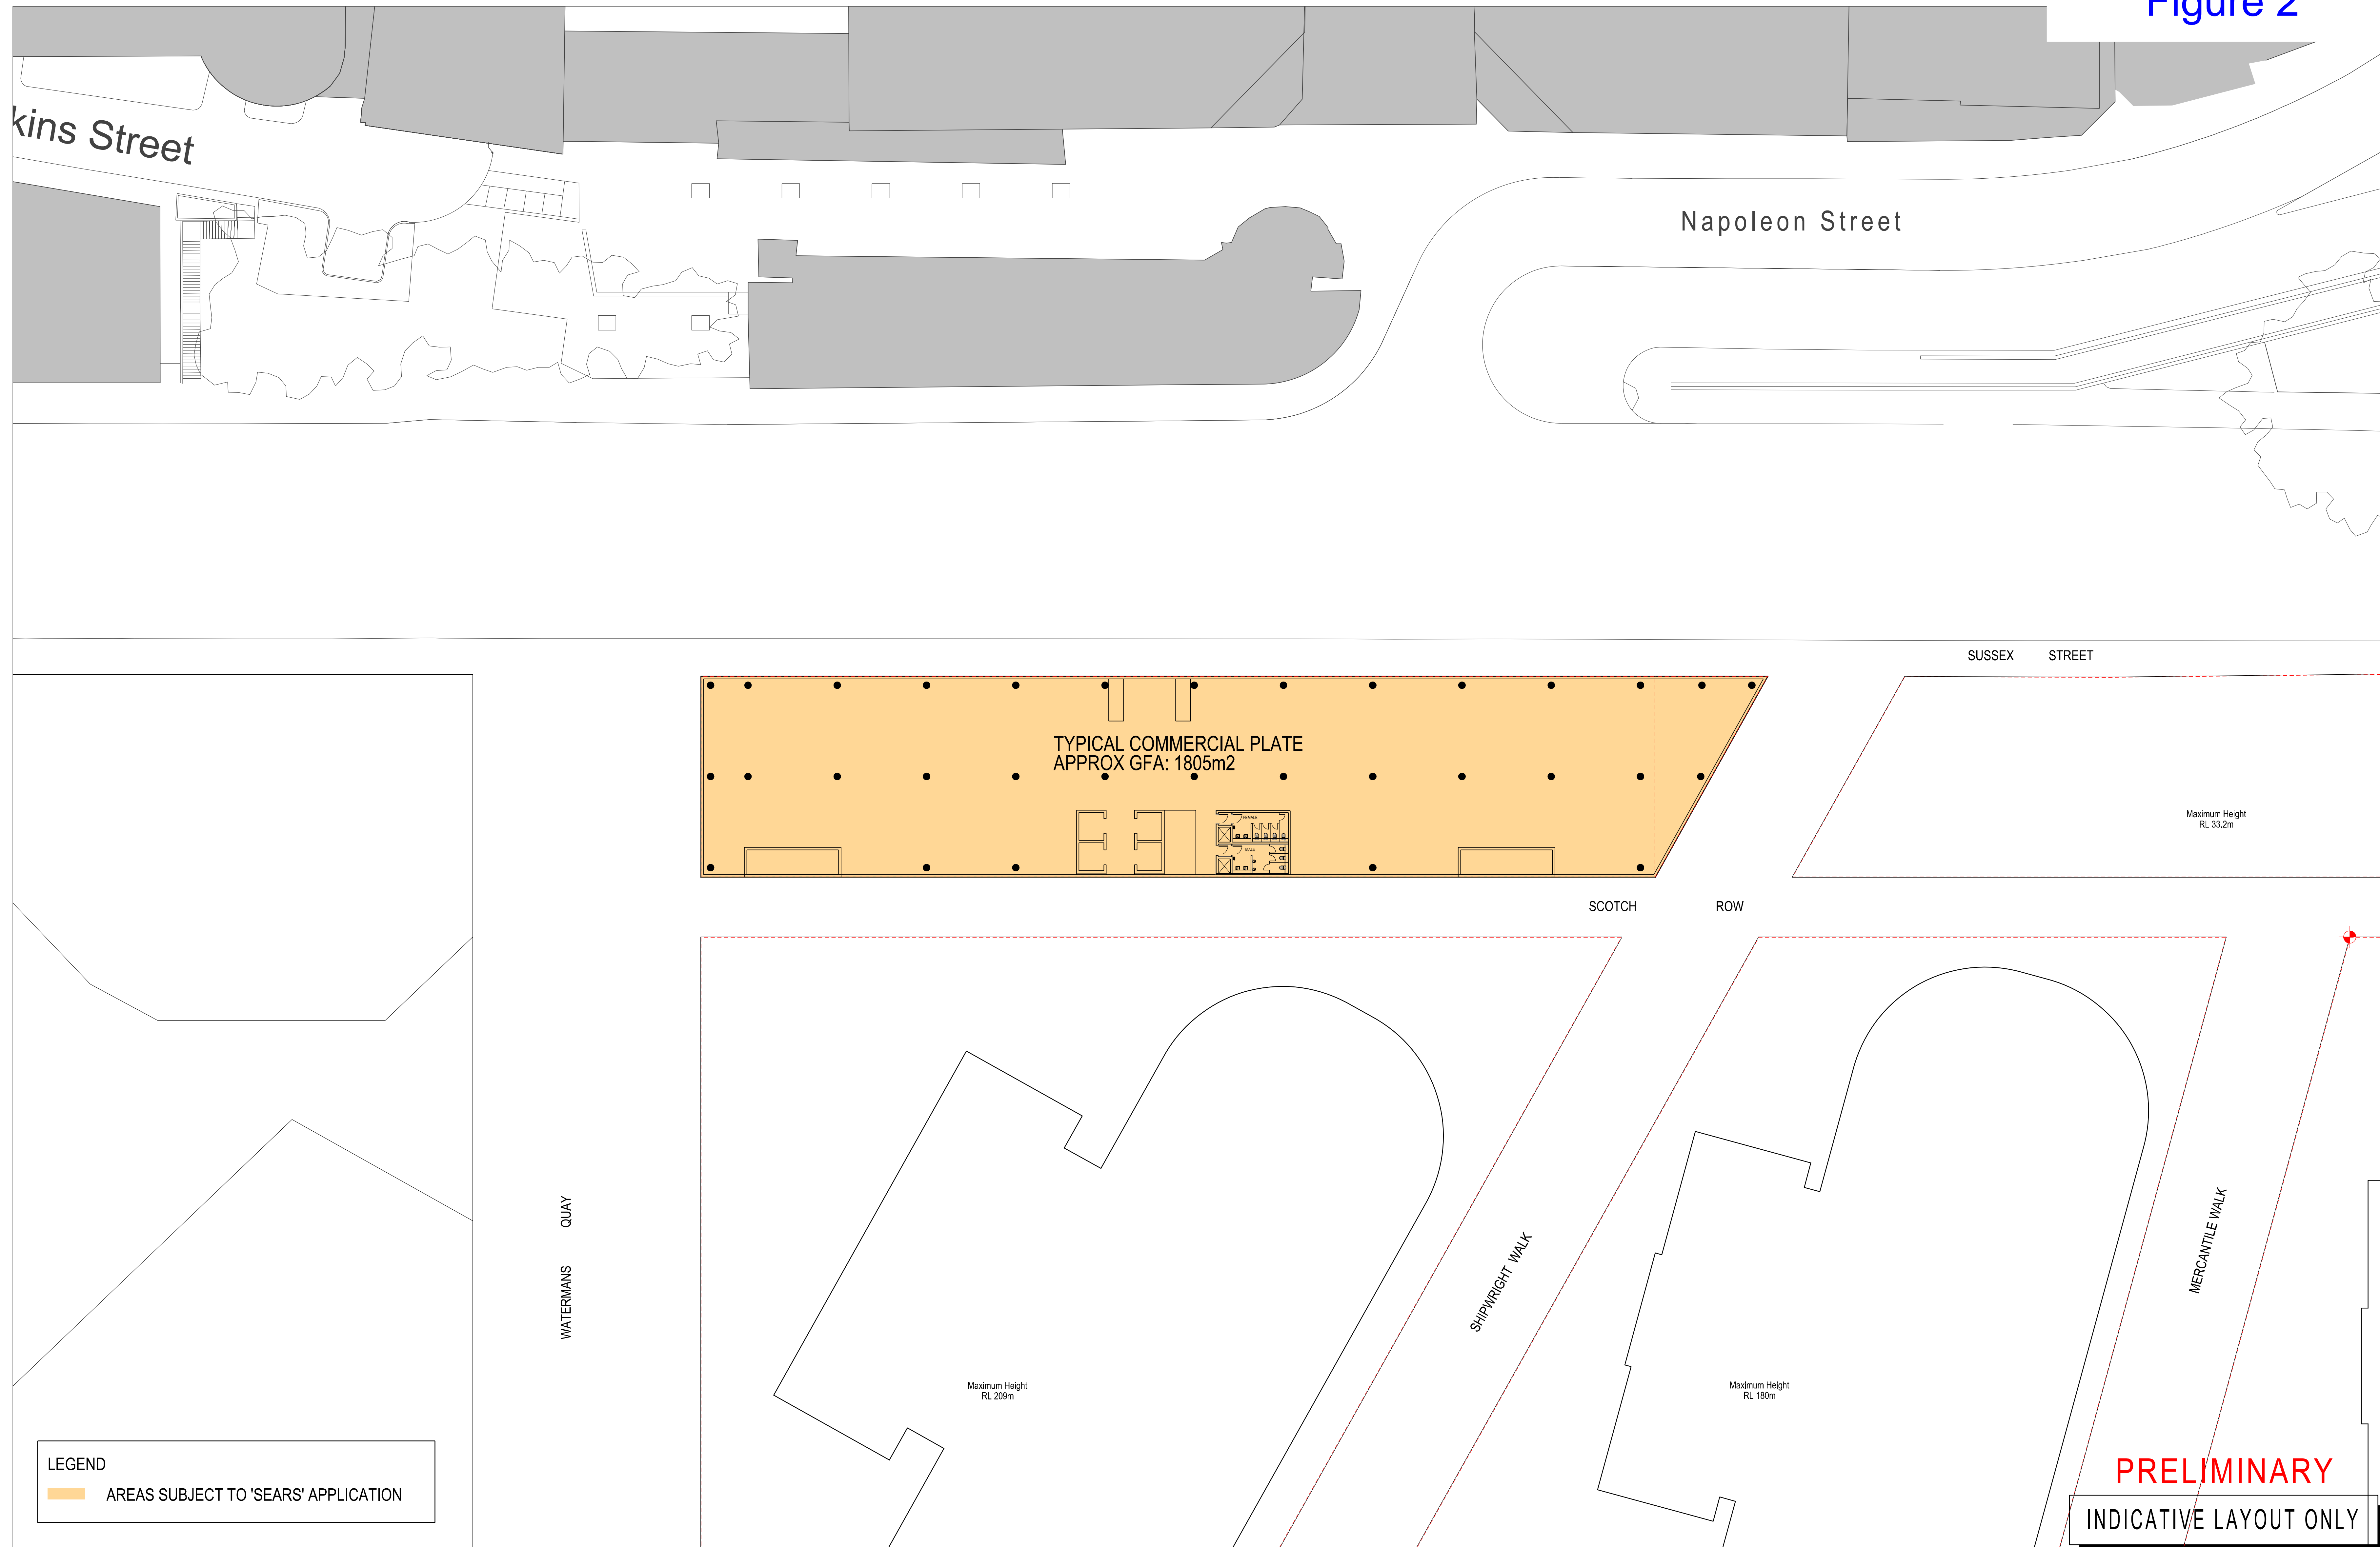 Figure 2
kins Street
Napoleon Street
SUSSEX STREET
TYPICAL COMMERCIAL PLATE
APPROX GFA: 1805m2
FEMALE
MALE
Maximum Height
RL 33.2m
SCOTCH ROW
WATERMANS QUAY
SHIPWRIGHT WALK
MERCANTILE WALK
Maximum Height
RL 209m
Maximum Height
RL 180m
LEGEND
AREAS SUBJECT TO 'SEARS' APPLICATION
PRELIMINARY
INDICATIVE LAYOUT ONLY